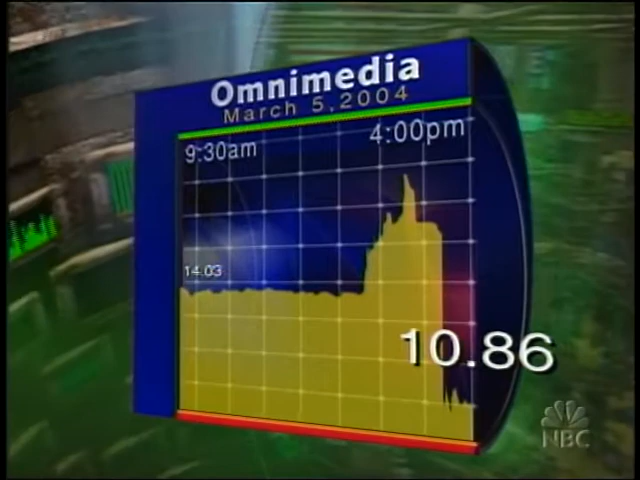 Omnimedia
March 5,2004
9:30am 4:00pm
14.03
10.86
NBC